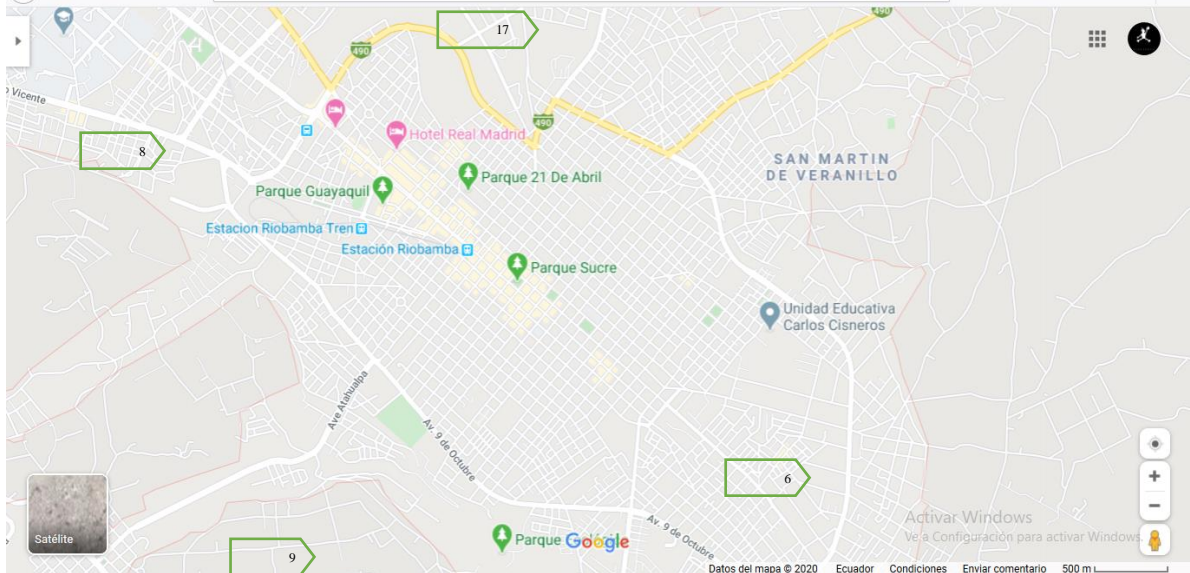 17
490
490
490
o Vicente
8
Hotel Real Madrid
SAN MARTIN
DE VERANILLO
Parque 21 De Abril
Parque Guayaquil
Estacion Riobamba Tren
Estación Riobamba
Parque Sucre
Unidad Educativa
Carlos Cisneros
Ave Atahualpa
Av. 9 de Octubre
6
Av. 9 de Octubre
Satélite
9
Parque
Google
Activar Windows
Ve a Configuración para activar Windows.
Datos del mapa © 2020 Ecuador Condiciones Enviar comentario 500 m